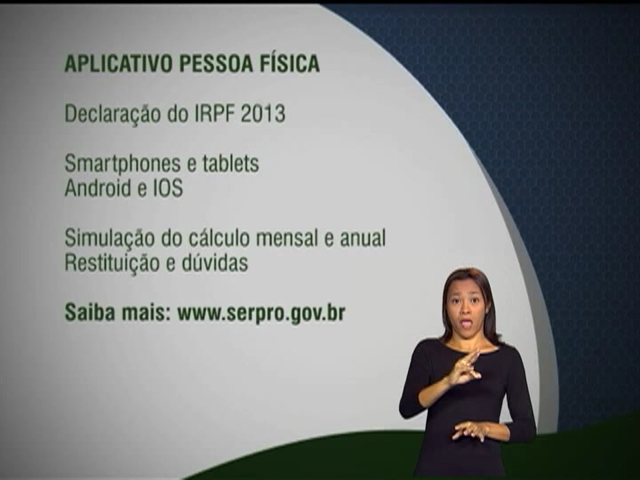 APLICATIVO PESSOA FÍSICA
Declaração do IRPF 2013
Smartphones e tablets
Android e IOS
Simulação do cálculo mensal e anual
Restituição e dúvidas
Saiba mais: www.serpro.gov.br